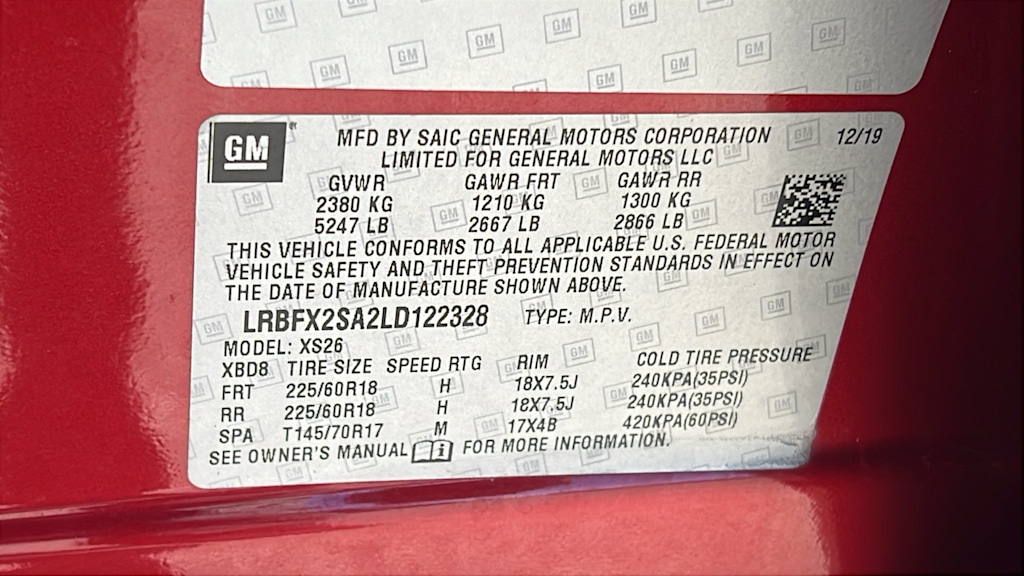 GM
MFD BY SAIC GENERAL MOTORS CORPORATION 12/19
LIMITED FOR GENERAL MOTORS LLC
GVWR GAWR FRT GAWR RR
2380 KG 1210 KG 1300 KG
5247 LB 2667 LB 2866 LB
THIS VEHICLE CONFORMS TO ALL APPLICABLE U.S. FEDERAL MOTOR
VEHICLE SAFETY AND THEFT PREVENTION STANDARDS IN EFFECT ON
THE DATE OF MANUFACTURE SHOWN ABOVE.
LRBFX2SA2LD122328 TYPE: M.P.V.
MODEL: XS26
XBD8 TIRE SIZE SPEED RTG RIM COLD TIRE PRESSURE
FRT 225/60R18 H 18X7.5J 240KPA(35PSI)
RR 225/60R18 H 18X7.5J 240KPA(35PSI)
SPA T145/70R17 M 17X4B 420KPA(60PSI)
SEE OWNER'S MANUAL i FOR MORE INFORMATION.